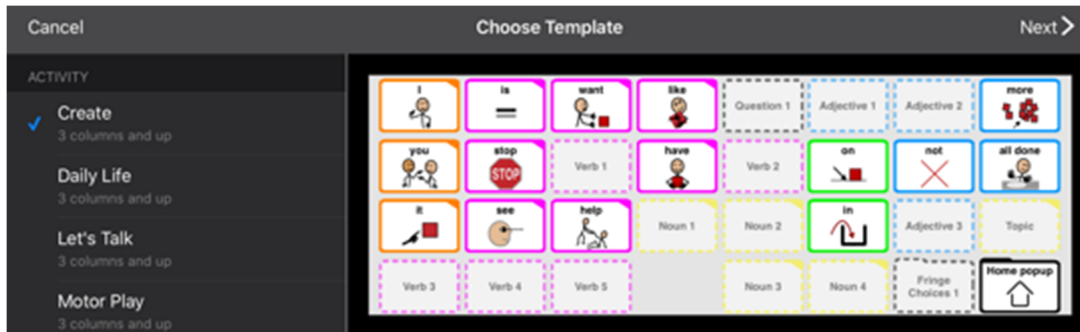 Cancel
Choose Template
Next
ACTIVITY
Create
3 columns and up
Daily Life
3 columns and up
Let's Talk
3 columns and up
Motor Play
3 columns and up
I is want like Question 1 Adjective 1 Adjective 2 more
you stop STOP Verb 1 have Verb 2 on not all done
it see help Noun 1 Noun 2 in Adjective 3 Topic
Verb 3 Verb 4 Verb 5 Noun 3 Noun 4 Fringe Choices 1 Home popup